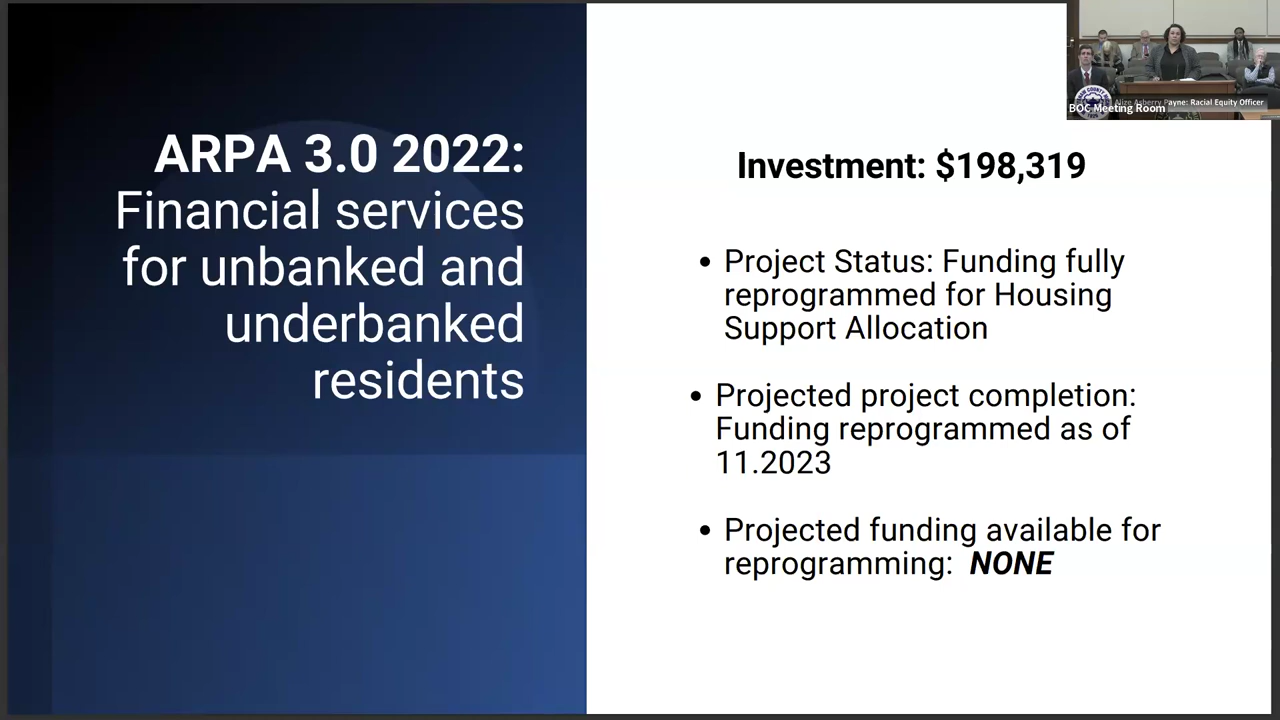 ARPA 3.0 2022:
Financial services
for unbanked and
underbanked
residents
Investment: $198,319
• Project Status: Funding fully
reprogrammed for Housing
Support Allocation
• Projected project completion:
Funding reprogrammed as of
11.2023
• Projected funding available for
reprogramming: NONE
Alize Asberry Payne: Racial Equity Officer
BOC Meeting Room